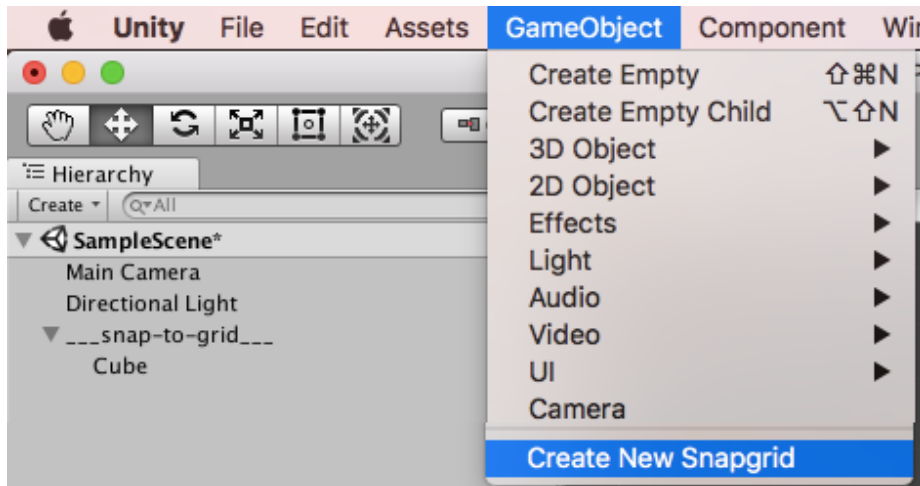 Unity File Edit Assets GameObject Component
Create Empty ⇧⌘N
Create Empty Child ⌥⇧N
3D Object
2D Object
Effects
Light
Audio
Video
UI
Camera
Create New Snapgrid
Hierarchy
Create All
SampleScene*
Main Camera
Directional Light
___snap-to-grid___
Cube